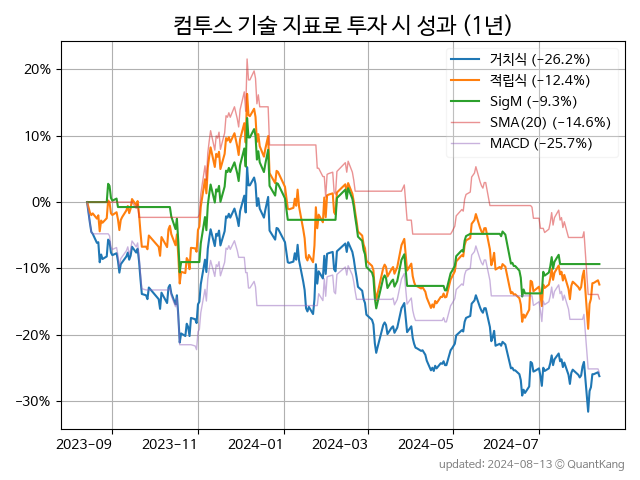 컴투스 기술 지표로 투자 시 성과 (1년)
거치식 (−26.2%)
적립식 (−12.4%)
SigM (−9.3%)
SMA(20) (−14.6%)
MACD (−25.7%)
20%
10%
0%
−10%
−20%
−30%
2023-09 2023-11 2024-01 2024-03 2024-05 2024-07
updated: 2024-08-13 © QuantKang